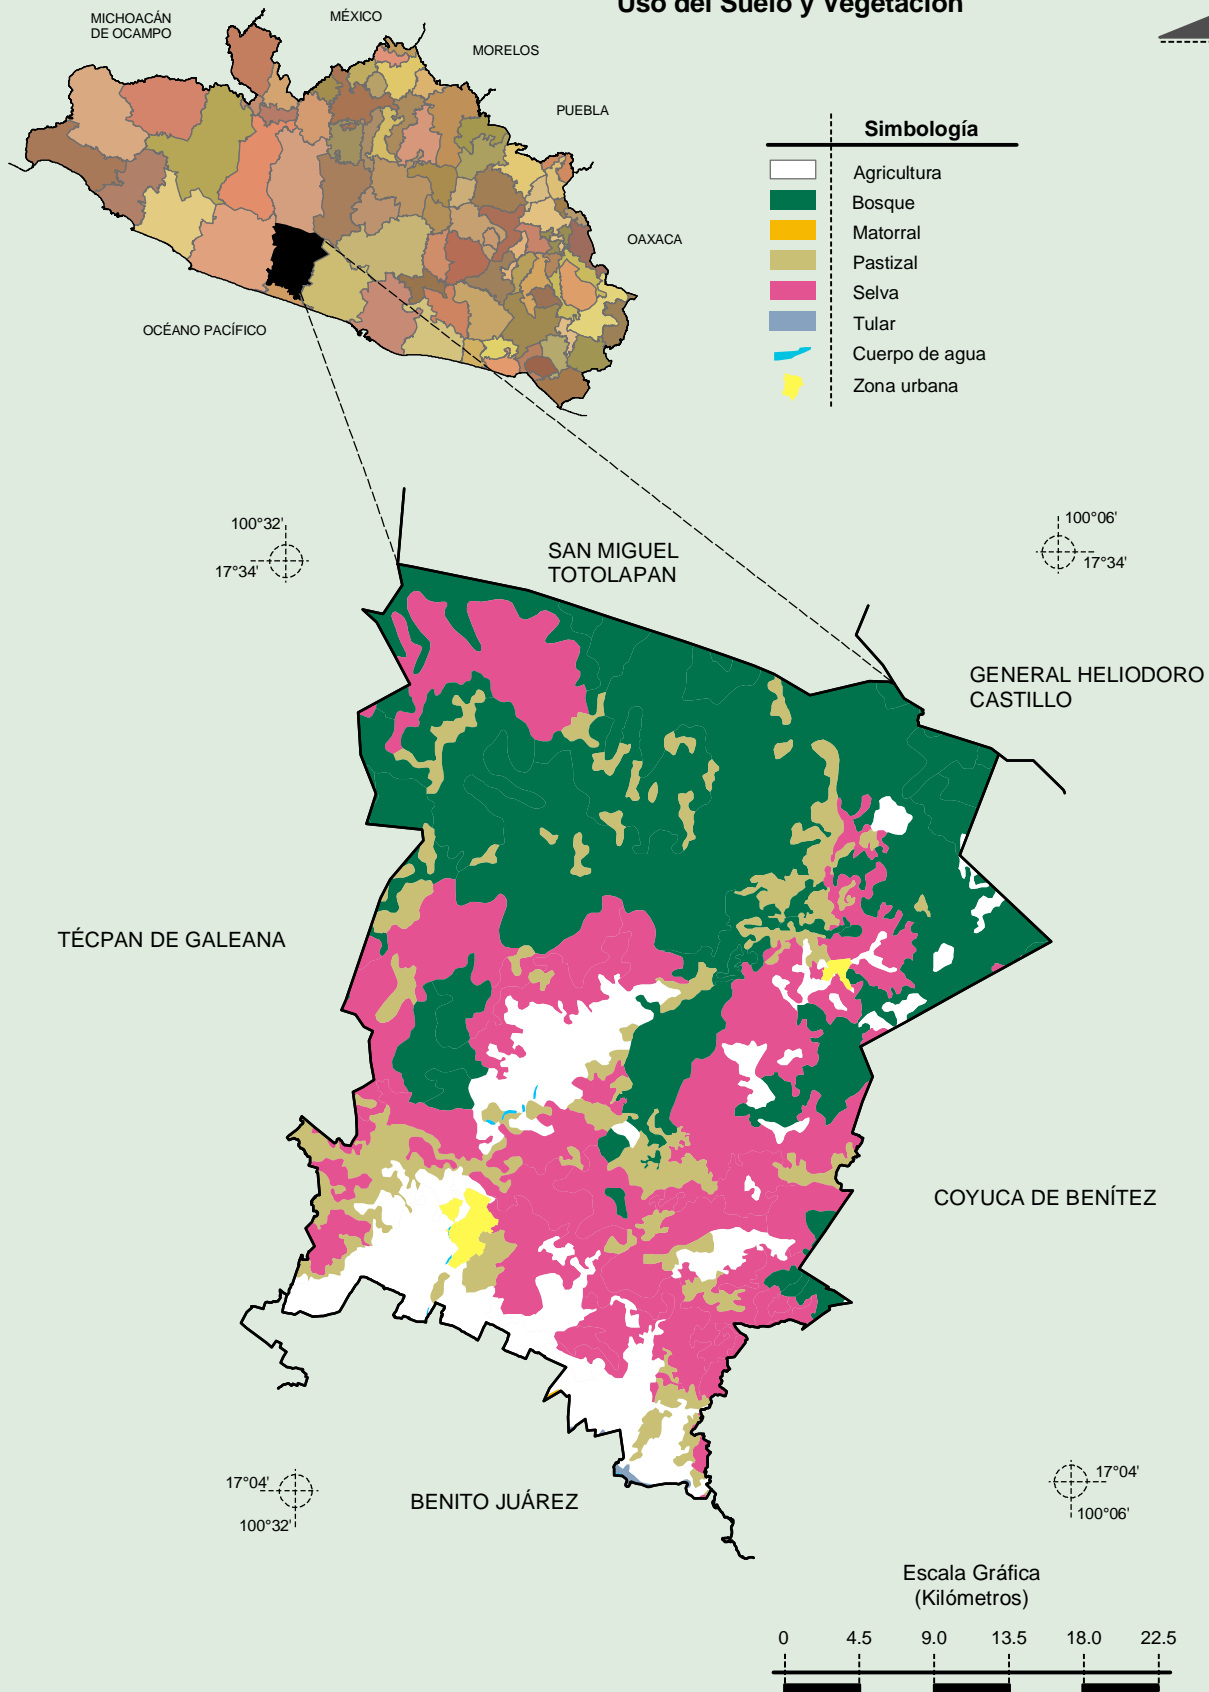 Uso del Suelo y Vegetación
MICHOACÁN
DE OCAMPO
MÉXICO
MORELOS
PUEBLA
OAXACA
OCÉANO PACÍFICO
Simbología
Agricultura
Bosque
Matorral
Pastizal
Selva
Tular
Cuerpo de agua
Zona urbana
100°32'
17°34'
100°06'
17°34'
SAN MIGUEL
TOTOLAPAN
GENERAL HELIODORO
CASTILLO
TÉCPAN DE GALEANA
COYUCA DE BENÍTEZ
BENITO JUÁREZ
17°04'
100°32'
17°04'
100°06'
Escala Gráfica
(Kilómetros)
0 4.5 9.0 13.5 18.0 22.5